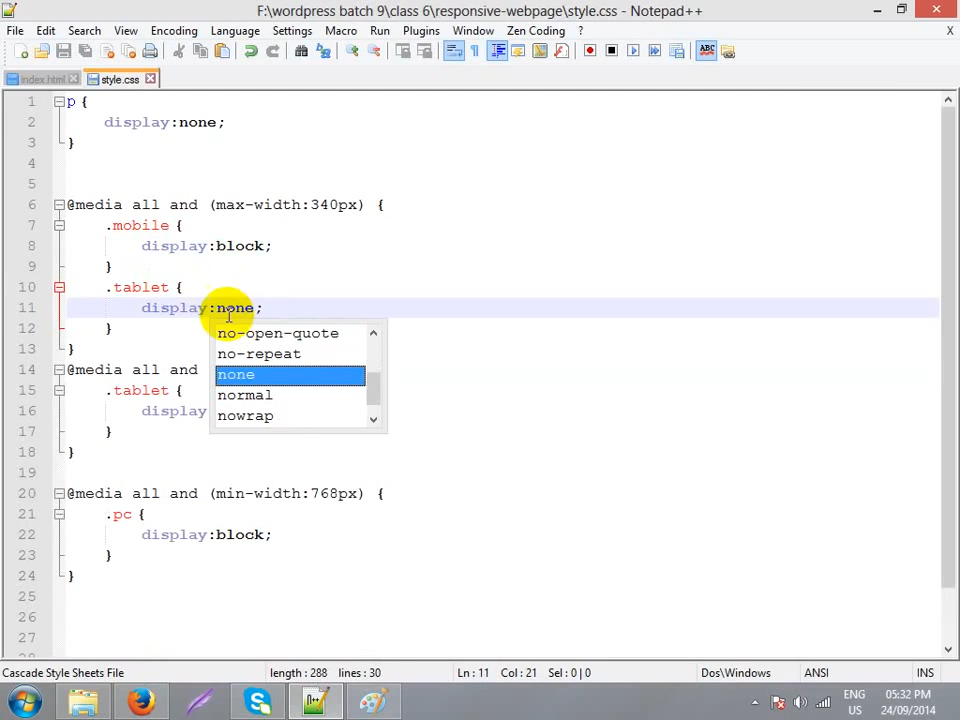 F:\wordpress batch 9\class 6\responsive-webpage\style.css - Notepad++
File Edit Search View Encoding Language Settings Macro Run Plugins Window Zen Coding ? X
ABC
index.html style.css
1 p {
2 display:none;
3 }
4
5
6 @media all and (max-width:340px) {
7 .mobile {
8 display:block;
9 }
10 .tablet {
11 display:none;
12 }
13 }
14 @media all and
15 .tablet {
16 display
17 }
18 }
19
20 @media all and (min-width:768px) {
21 .pc {
22 display:block;
23 }
24 }
25
26
27
no-open-quote
no-repeat
none
normal
nowrap
Cascade Style Sheets File length : 288 lines : 30 Ln : 11 Col : 21 Sel : 0 | 0 Dos\Windows ANSI INS
ENG 05:32 PM
US 24/09/2014